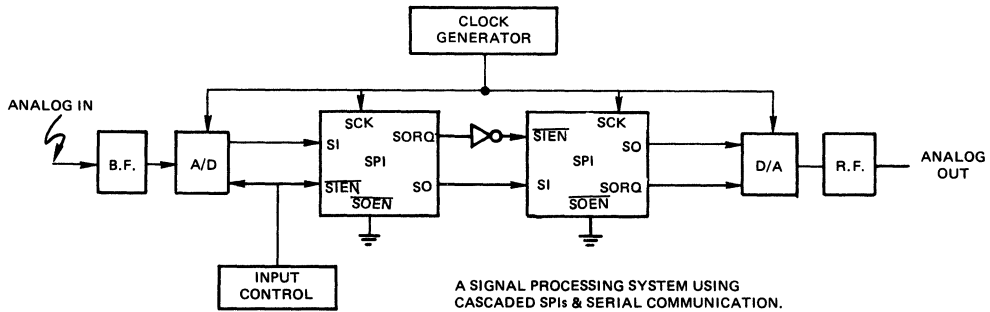 CLOCK
GENERATOR
ANALOG IN
B.F.
A/D
SCK
SI
SORQ
SPI
SIEN
SO
SOEN
SCK
SIEN
SO
SPI
SI
SORQ
SOEN
D/A
R.F.
ANALOG
OUT
INPUT
CONTROL
A SIGNAL PROCESSING SYSTEM USING
CASCADED SPIs & SERIAL COMMUNICATION.